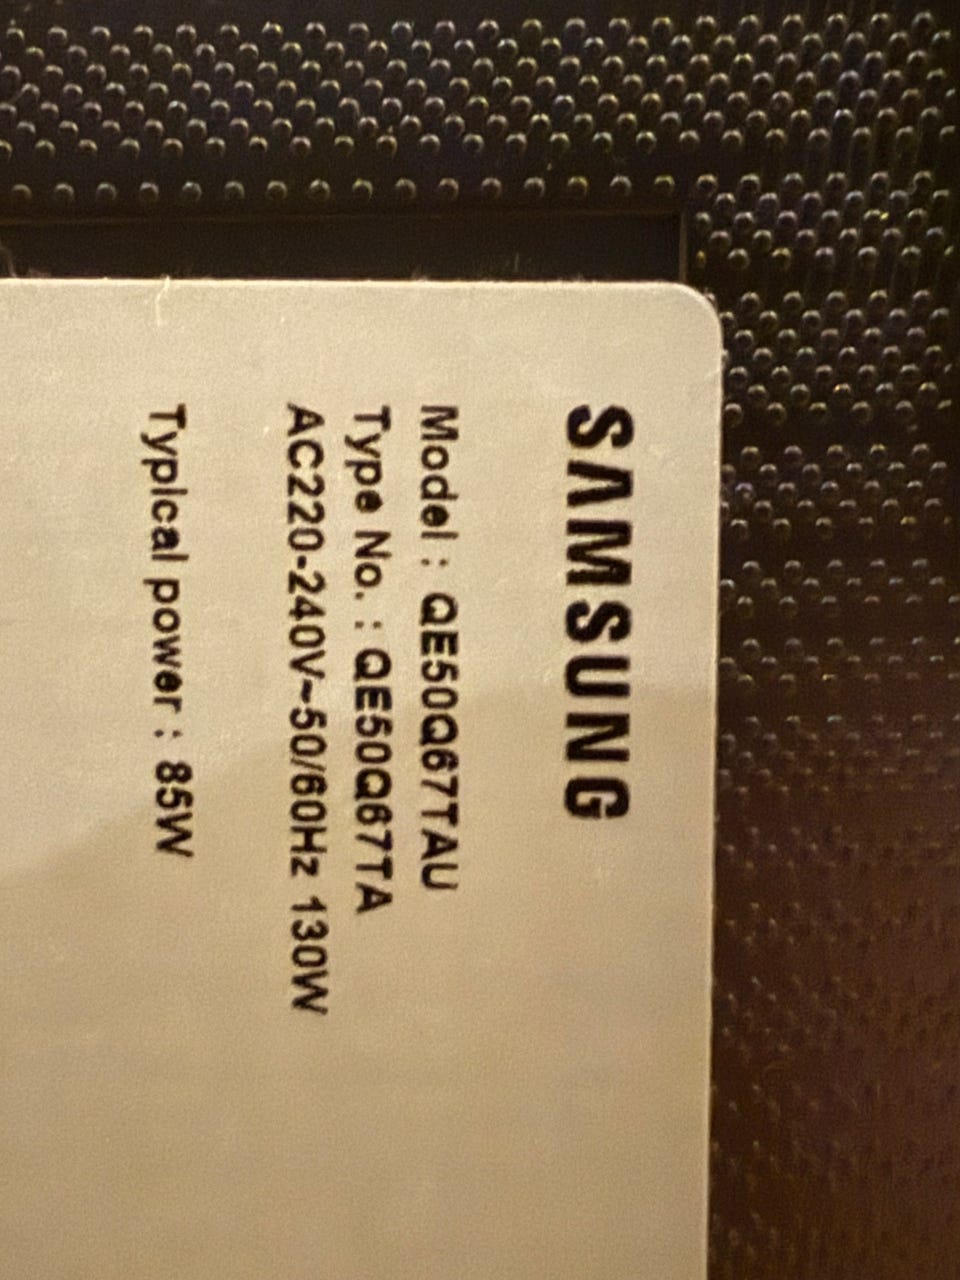 SAMSUNG
Model : QE50Q67TAU
Type No. : QE50Q67TA
AC220-240V~50/60Hz 130W
Typical power : 85W